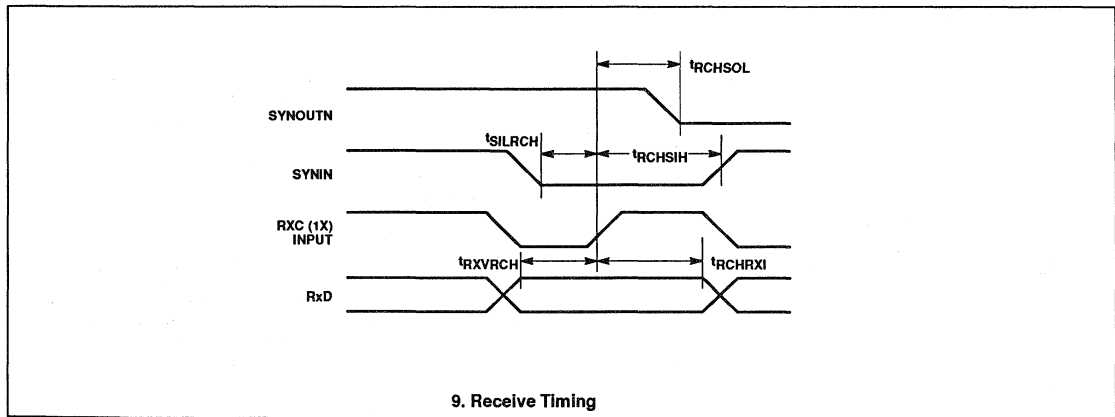 tRCHSOL
SYNOUTN
tSILRCH
tRCHSIH
SYNIN
RXC (1X)
INPUT
tRXVRCH
tRCHRXI
RxD
9. Receive Timing